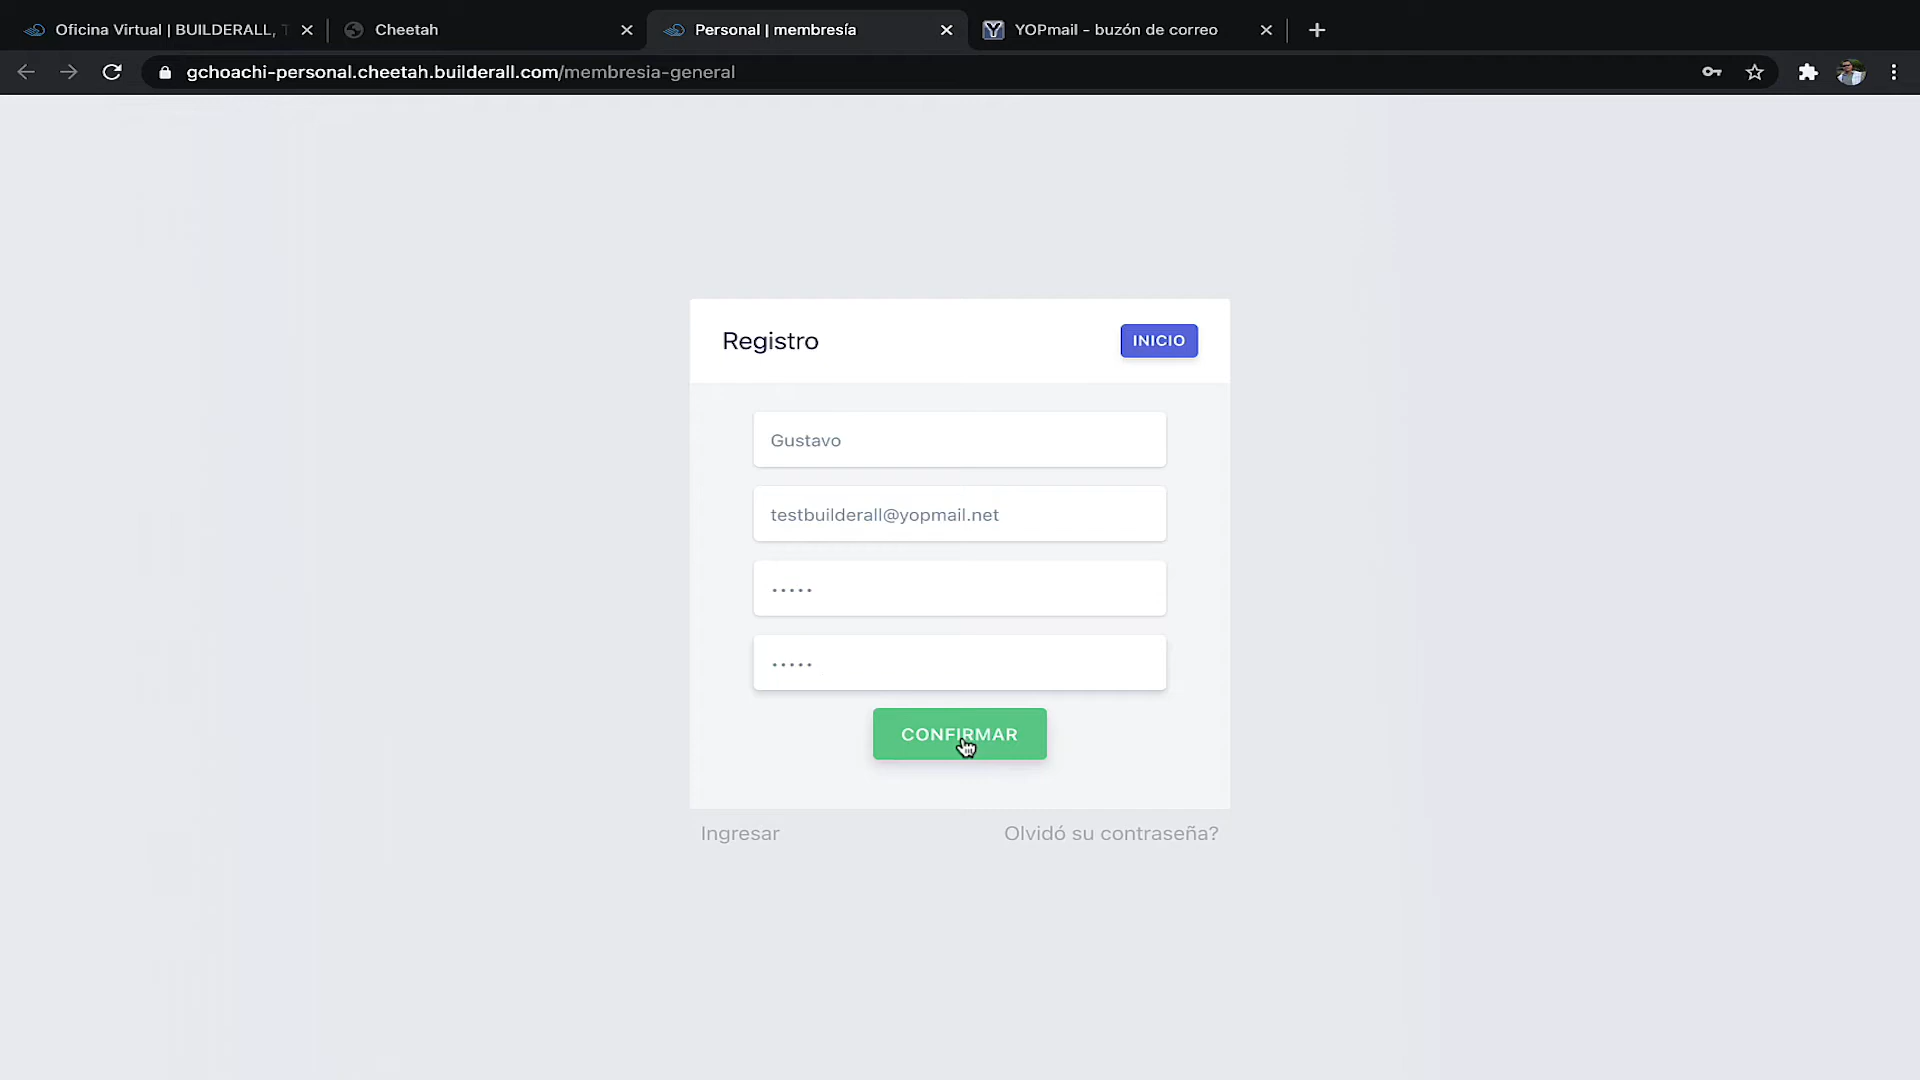 Oficina Virtual | BUILDERALL,
Cheetah
Personal | membresía
YOPmail - buzón de correo
gchoachi-personal.cheetah.builderall.com/membresia-general
Registro
INICIO
Gustavo
testbuilderall@yopmail.net
•••••
•••••
CONFIRMAR
Ingresar
Olvidó su contraseña?